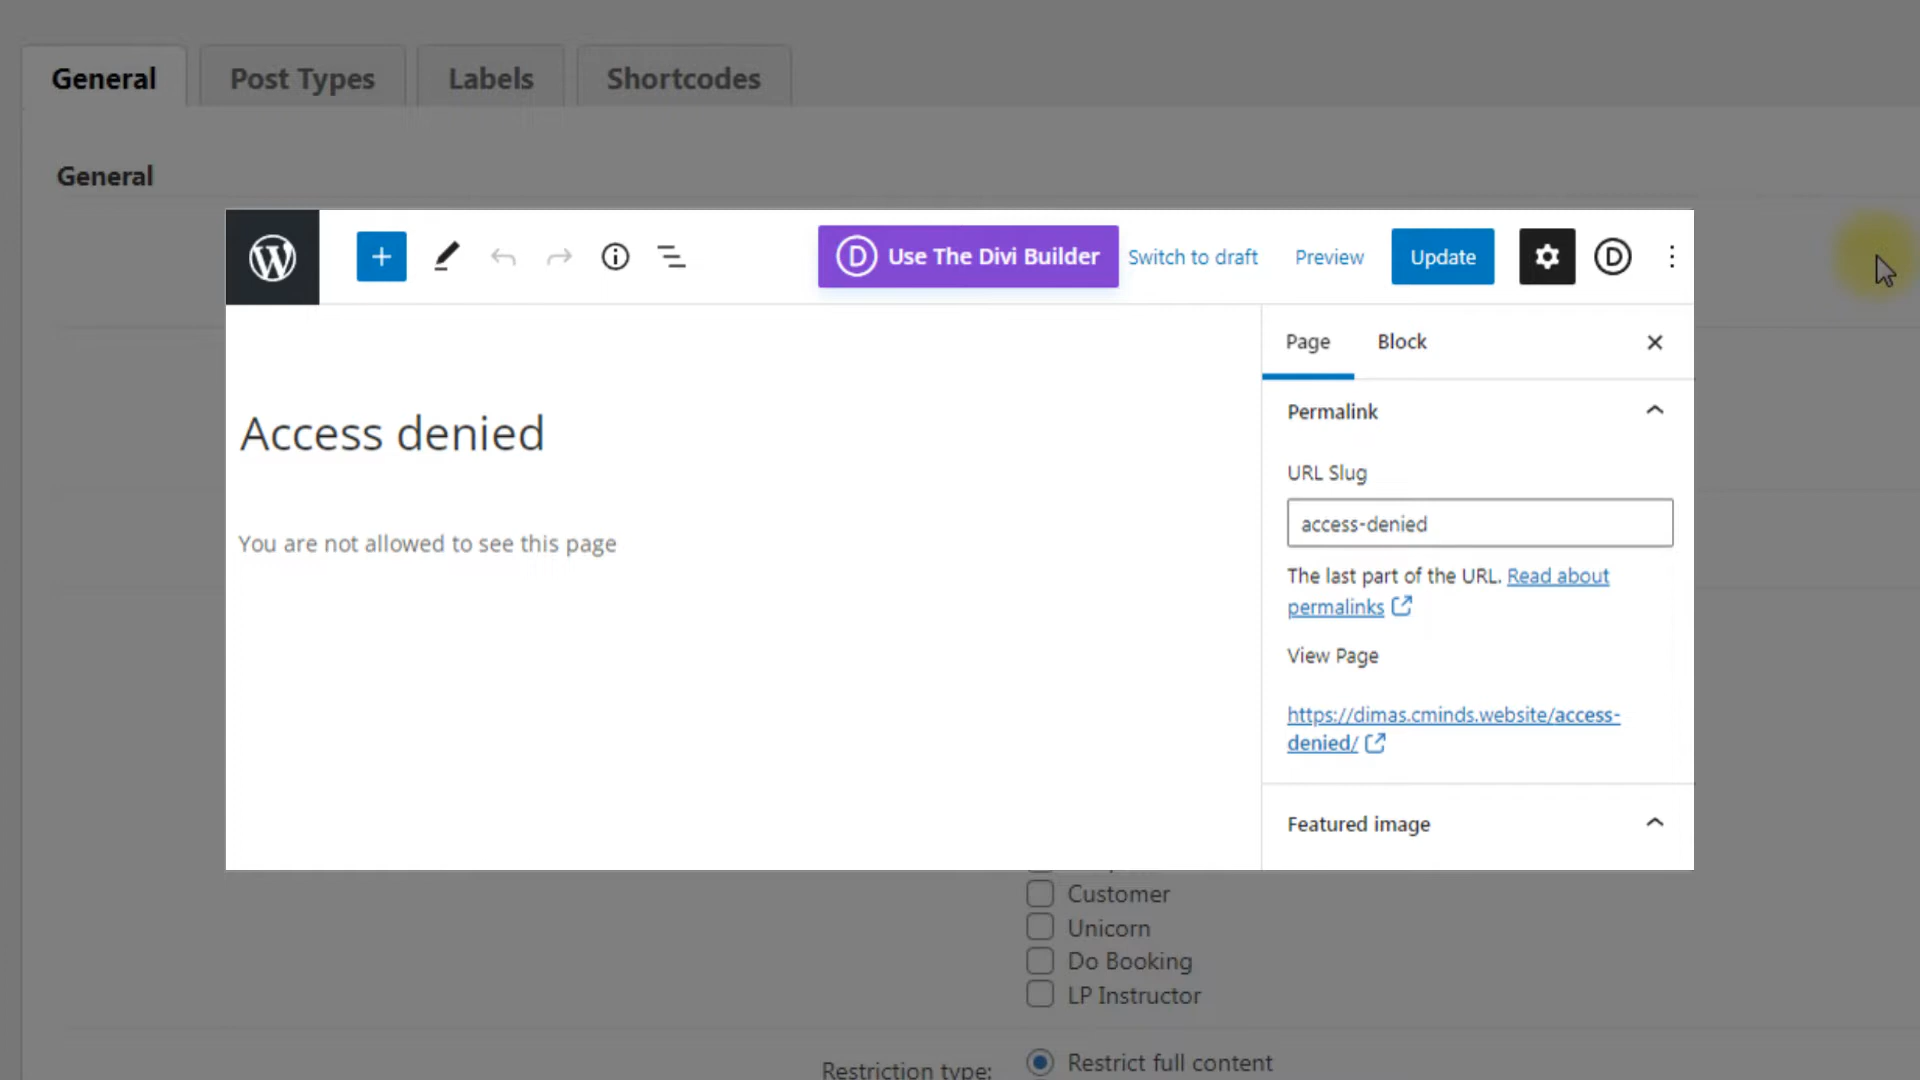 General Post Types Labels Shortcodes
General
Use The Divi Builder Switch to draft Preview Update
Page Block
Permalink
Access denied
URL Slug
access-denied
You are not allowed to see this page
The last part of the URL. Read about
permalinks
View Page
https://dimas.cminds.website/access-
denied/
Featured image
Customer
Unicorn
Do Booking
LP Instructor
Restriction type: Restrict full content